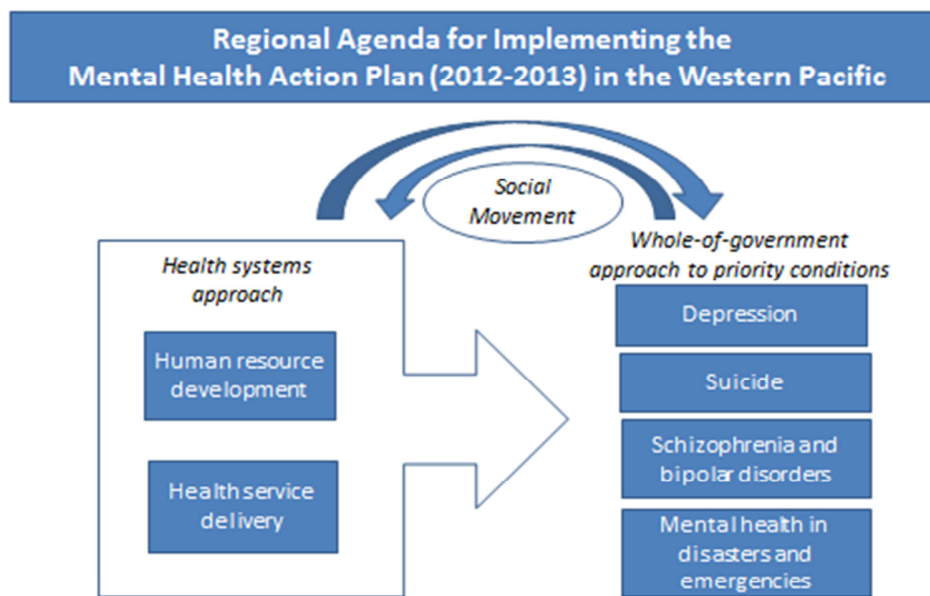 Regional Agenda for Implementing the
Mental Health Action Plan (2012-2013) in the Western Pacific
Social
Movement
Health systems
approach
Human resource
development
Health service
delivery
Whole-of-government
approach to priority conditions
Depression
Suicide
Schizophrenia and
bipolar disorders
Mental health in
disasters and
emergencies